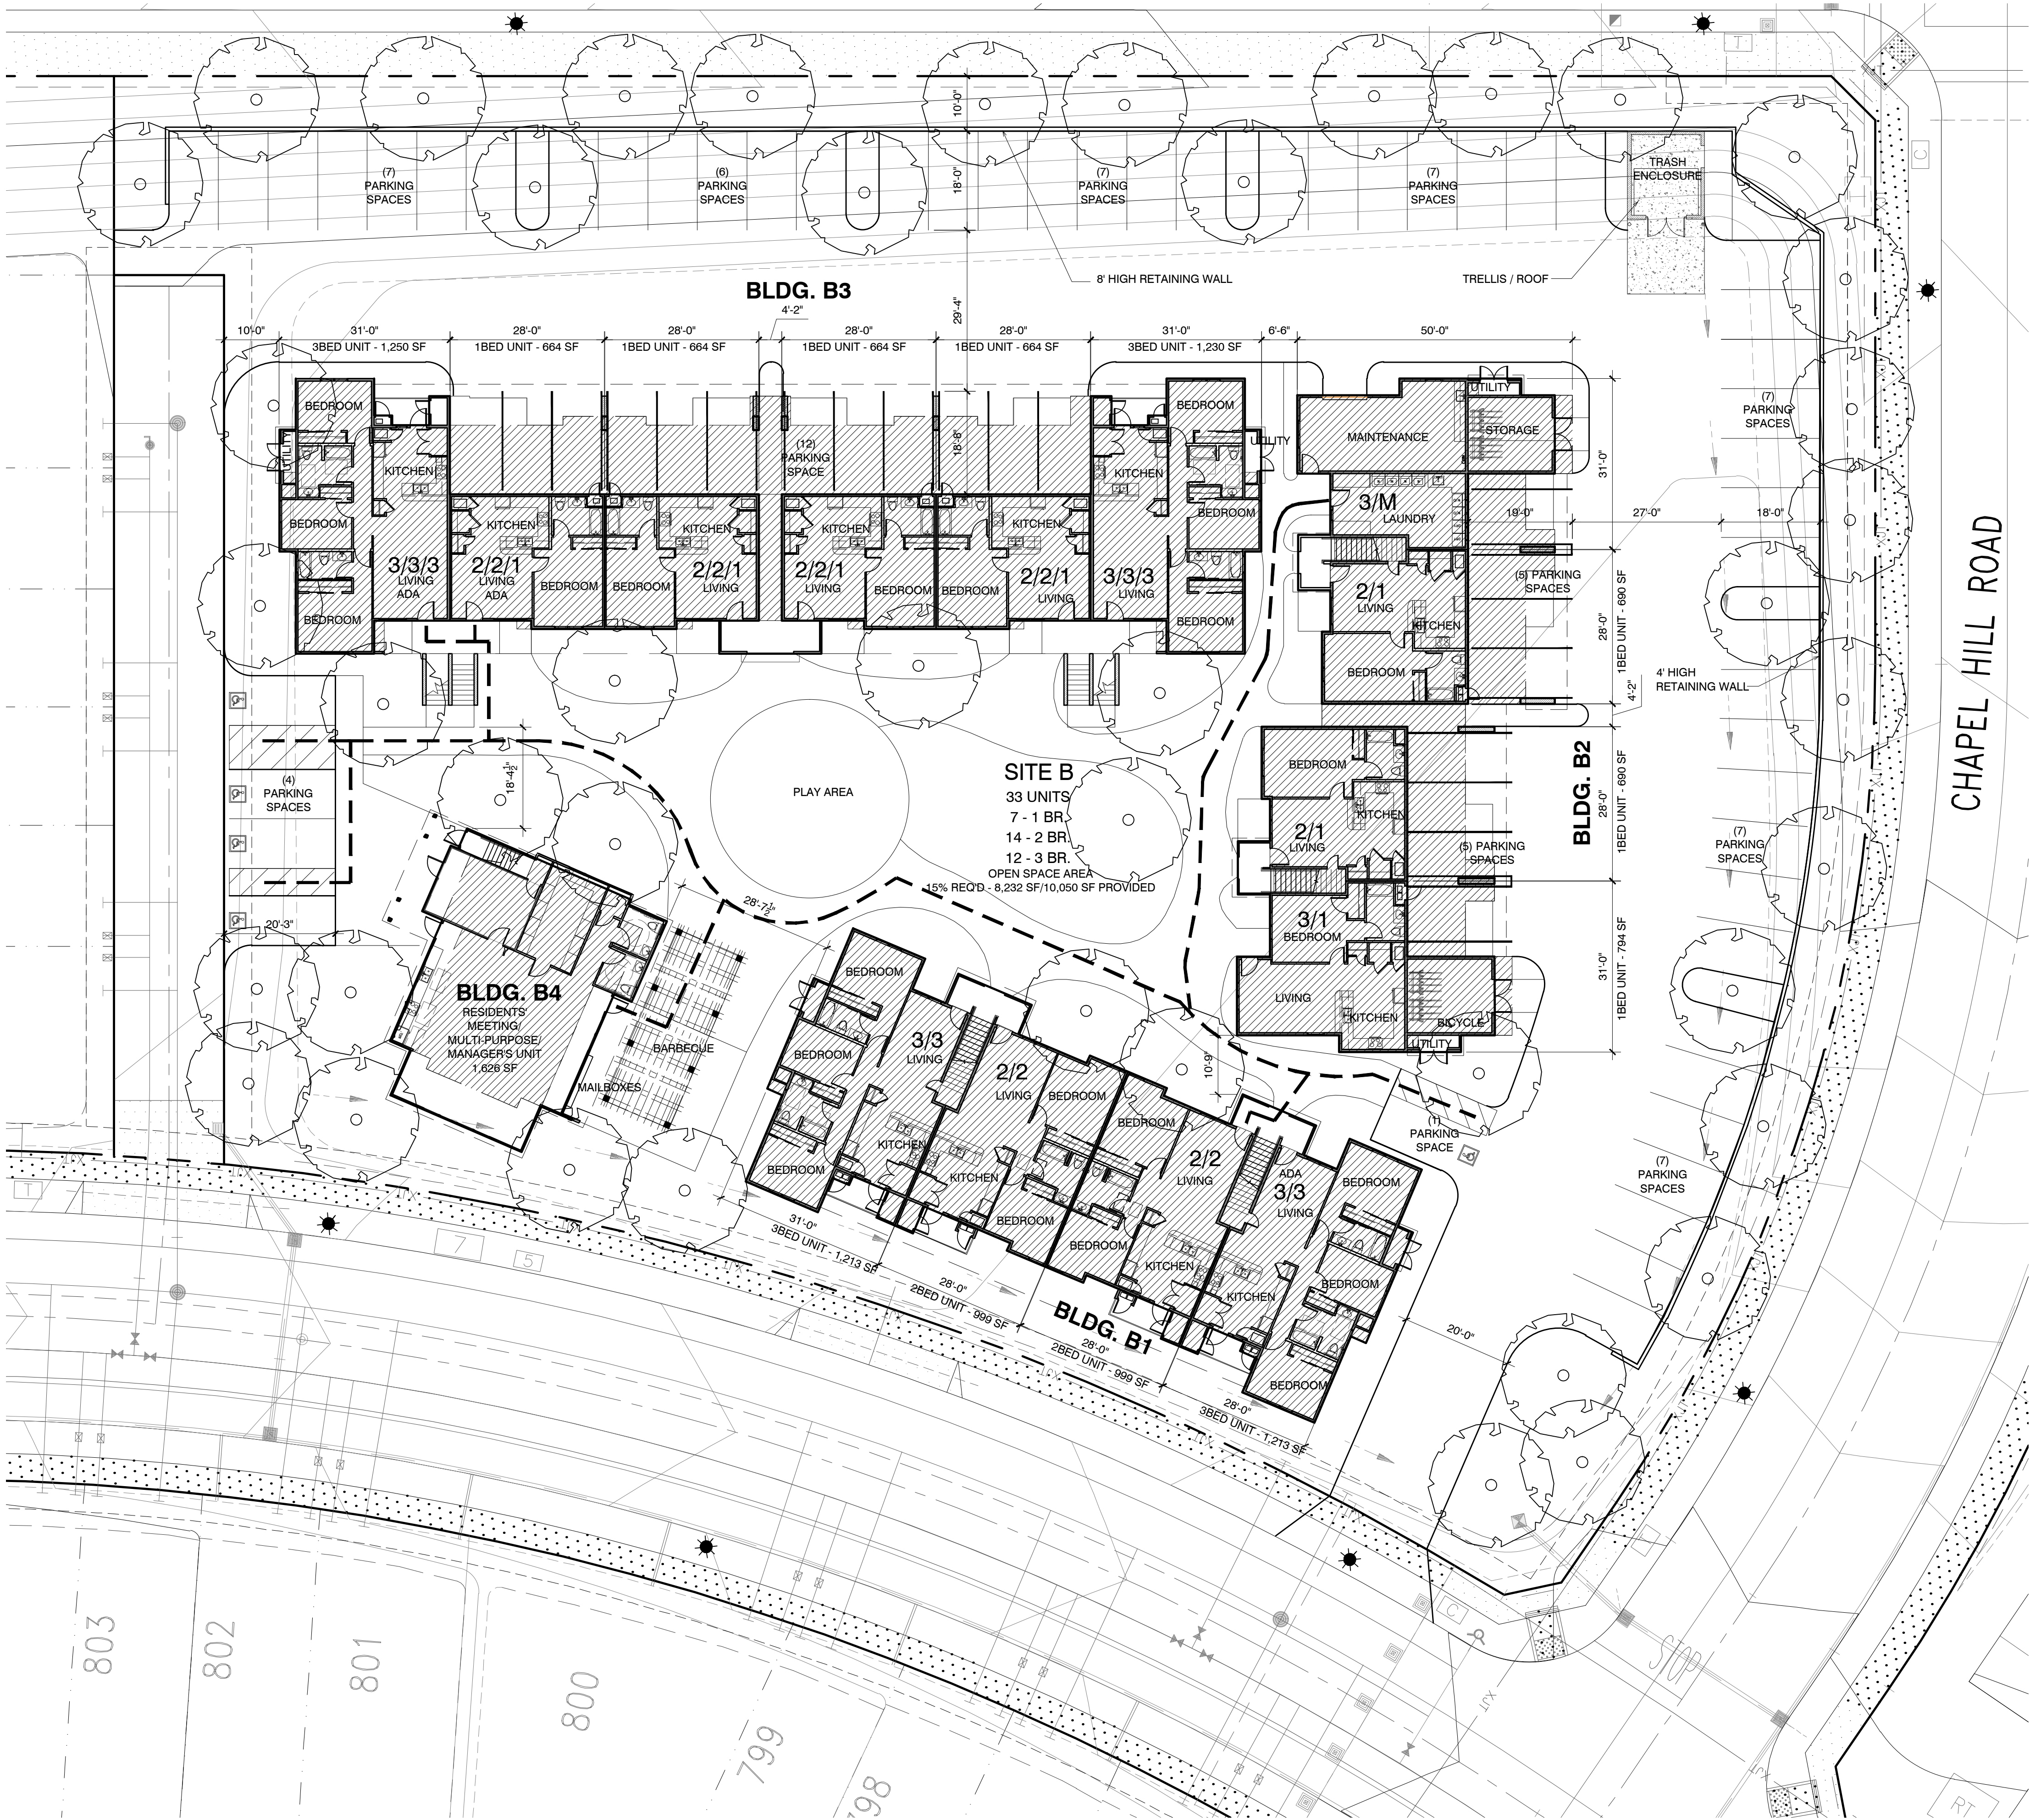 T
C
10'-0"
18'-0"
(7)
PARKING
SPACES
(6)
PARKING
SPACES
(7)
PARKING
SPACES
(7)
PARKING
SPACES
TRASH
ENCLOSURE
8' HIGH RETAINING WALL
TRELLIS / ROOF
29'-4"
BLDG. B3
4'-2"
10'-0"
31'-0"
28'-0"
28'-0"
28'-0"
28'-0"
31'-0"
6'-6"
50'-0"
3BED UNIT - 1,250 SF
1BED UNIT - 664 SF
1BED UNIT - 664 SF
1BED UNIT - 664 SF
1BED UNIT - 664 SF
3BED UNIT - 1,230 SF
BEDROOM
UTILITY
KITCHEN
BEDROOM
3/3/3
LIVING
ADA
BEDROOM
KITCHEN
2/2/1
LIVING
ADA
BEDROOM
KITCHEN
BEDROOM
2/2/1
LIVING
(12)
PARKING
SPACE
18'-8"
KITCHEN
2/2/1
LIVING
BEDROOM
KITCHEN
BEDROOM
2/2/1
LIVING
BEDROOM
UTILITY
KITCHEN
BEDROOM
3/3/3
LIVING
BEDROOM
UTILITY
MAINTENANCE
STORAGE
3/M
LAUNDRY
31'-0"
19'-0"
27'-0"
18'-0"
(7)
PARKING
SPACES
2/1
LIVING
KITCHEN
BEDROOM
(5) PARKING
SPACES
28'-0"
1BED UNIT - 690 SF
4'-2"
4' HIGH
RETAINING WALL
CHAPEL HILL ROAD
BEDROOM
KITCHEN
2/1
LIVING
(5) PARKING
SPACES
BLDG. B2
28'-0"
1BED UNIT - 690 SF
(7)
PARKING
SPACES
3/1
BEDROOM
LIVING
KITCHEN
BICYCLE
UTILITY
31'-0"
1BED UNIT - 794 SF
(4)
PARKING
SPACES
18'-4½"
20'-3"
PLAY AREA
SITE B
33 UNITS
7 - 1 BR.
14 - 2 BR.
12 - 3 BR.
OPEN SPACE AREA
15% REQ'D - 8,232 SF/10,050 SF PROVIDED
28'-7½"
BLDG. B4
RESIDENTS'
MEETING/
MULTI-PURPOSE/
MANAGER'S UNIT
1,626 SF
BARBECUE
MAILBOXES
BEDROOM
BEDROOM
BEDROOM
3/3
LIVING
KITCHEN
2/2
LIVING
BEDROOM
KITCHEN
BEDROOM
BEDROOM
2/2
LIVING
BEDROOM
KITCHEN
ADA
3/3
LIVING
KITCHEN
BEDROOM
BEDROOM
BEDROOM
10'-9"
(1)
PARKING
SPACE
(7)
PARKING
SPACES
31'-0"
3BED UNIT - 1,213 SF
28'-0"
2BED UNIT - 999 SF
BLDG. B1
28'-0"
2BED UNIT - 999 SF
28'-0"
3BED UNIT - 1,213 SF
20'-0"
T
7
5
T
C
STOP
RT
803
802
801
800
799
798